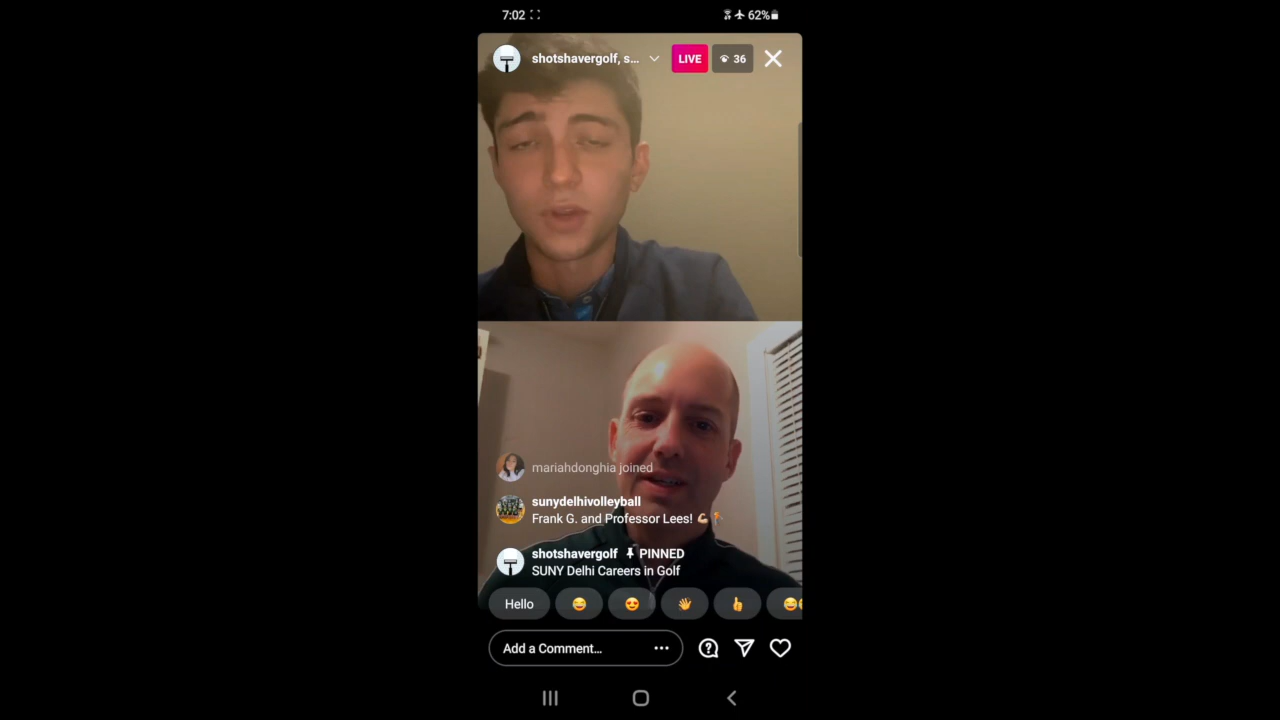 7:02
62%
shotshavergolf, s...
LIVE
36
mariahdonghia joined
sunydelhivolleyball
Frank G. and Professor Lees! 💪🏻🏌🏻
shotshavergolf PINNED
SUNY Delhi Careers in Golf
Hello
Add a Comment...